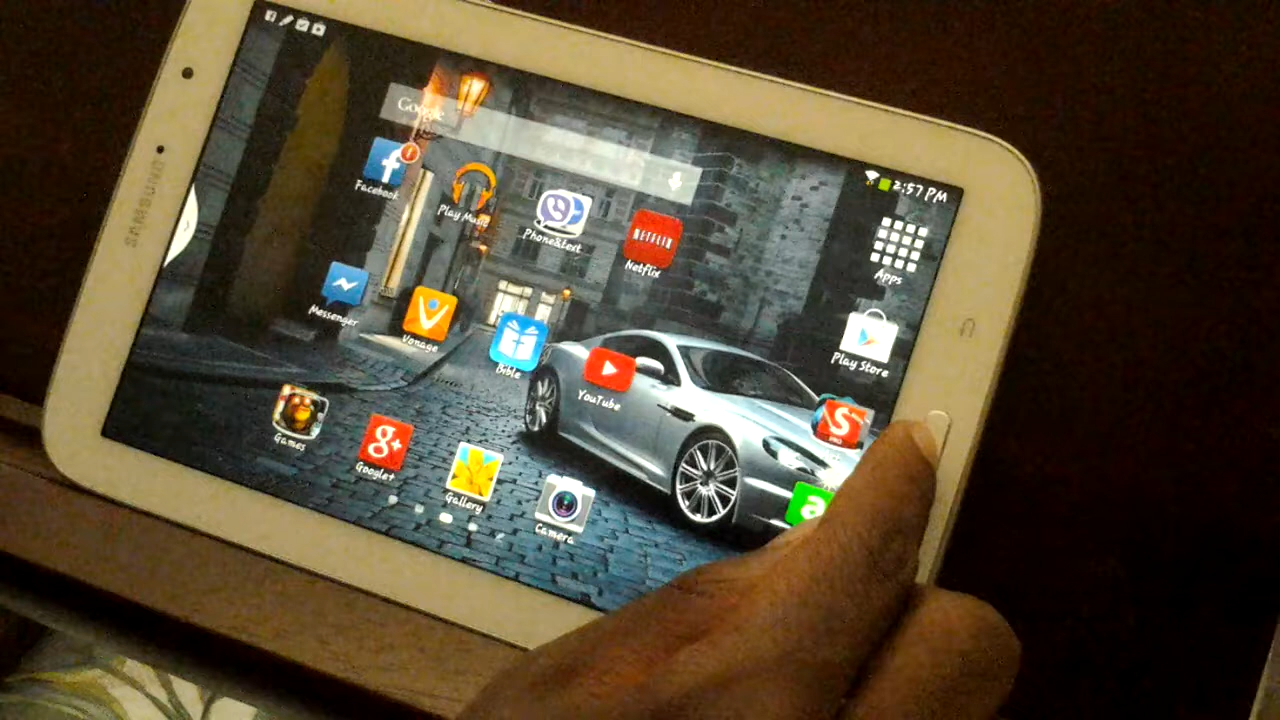 SAMSUNG
2:57 PM
Google
Facebook
Play Music
Phone&text
NETFLIX
Netflix
Apps
Messenger
Vonage
Bible
YouTube
Play Store
Games
g+
Google+
Gallery
Camera
S
PRO
a